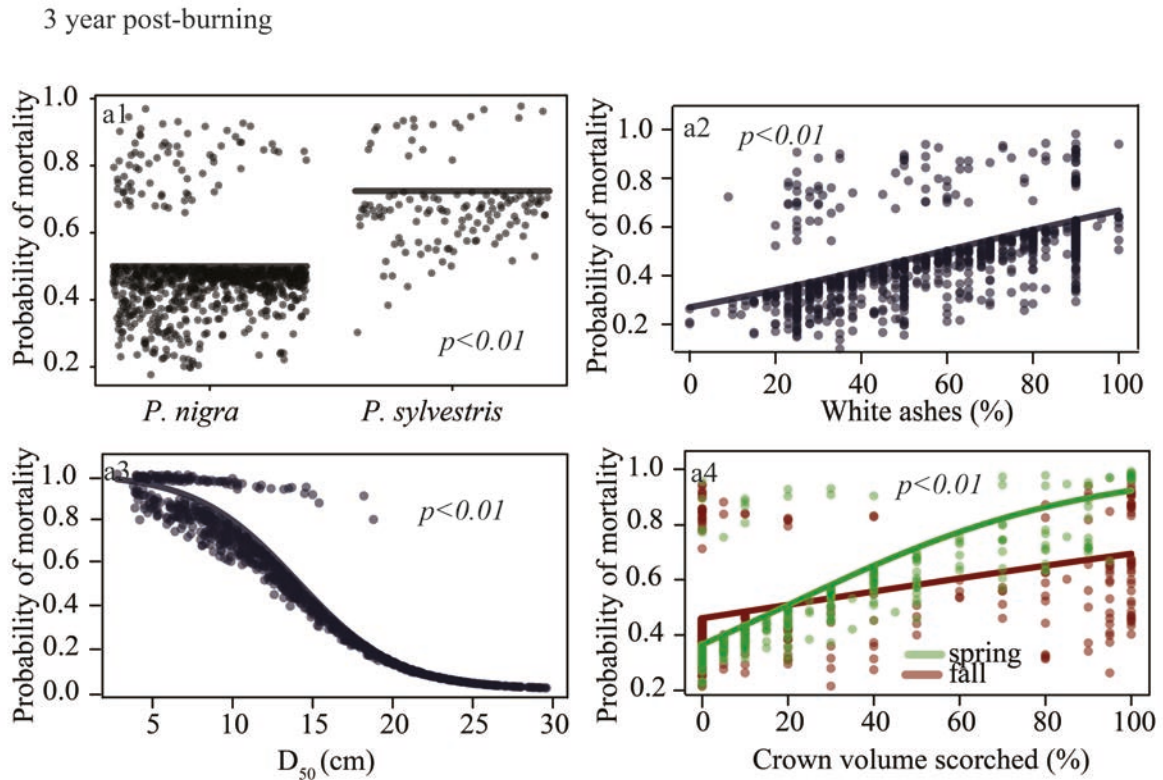 3 year post-burning
Probability of mortality
1.0
0.8
0.6
0.4
0.2
a1
p<0.01
P. nigra
P. sylvestris
Probability of mortality
1.0
0.8
0.6
0.4
0.2
a2
p<0.01
0
20
40
60
80
100
White ashes (%)
Probability of mortality
1.0
0.8
0.6
0.4
0.2
0.0
a3
p<0.01
5
10
15
20
25
30
D50 (cm)
Probability of mortality
1.0
0.8
0.6
0.4
0.2
a4
p<0.01
spring
fall
0
20
40
60
80
100
Crown volume scorched (%)